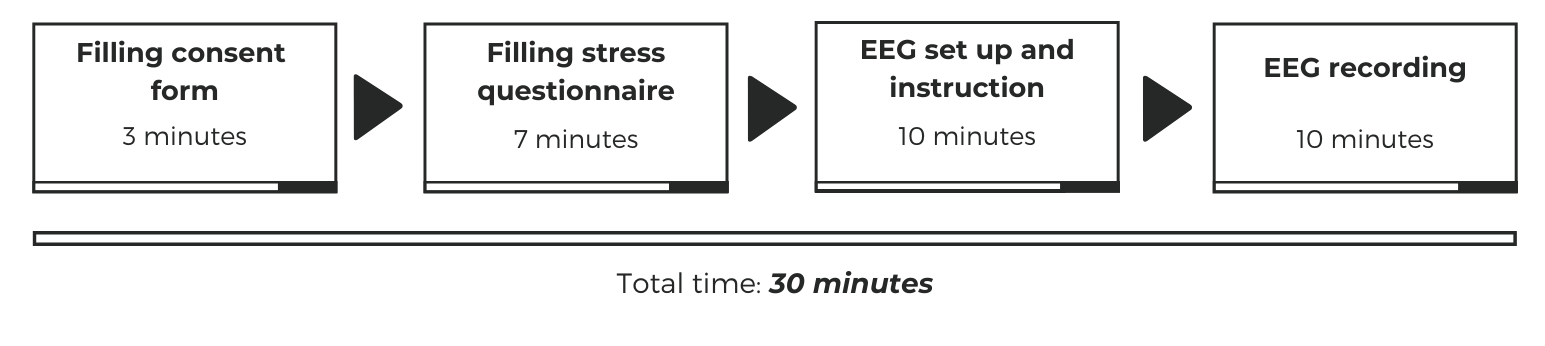 Filling consent
form
3 minutes
Filling stress
questionnaire
7 minutes
EEG set up and
instruction
10 minutes
EEG recording
10 minutes
Total time: 30 minutes